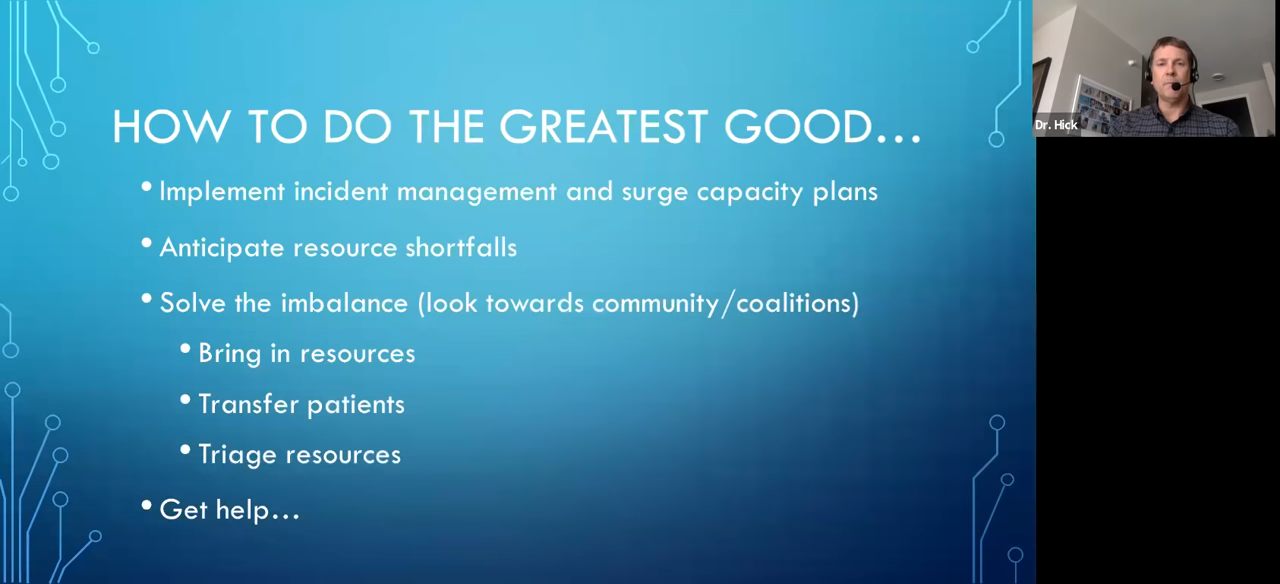 HOW TO DO THE GREATEST GOOD...
• Implement incident management and surge capacity plans
• Anticipate resource shortfalls
• Solve the imbalance (look towards community/coalitions)
• Bring in resources
• Transfer patients
• Triage resources
• Get help...
Dr. Hick